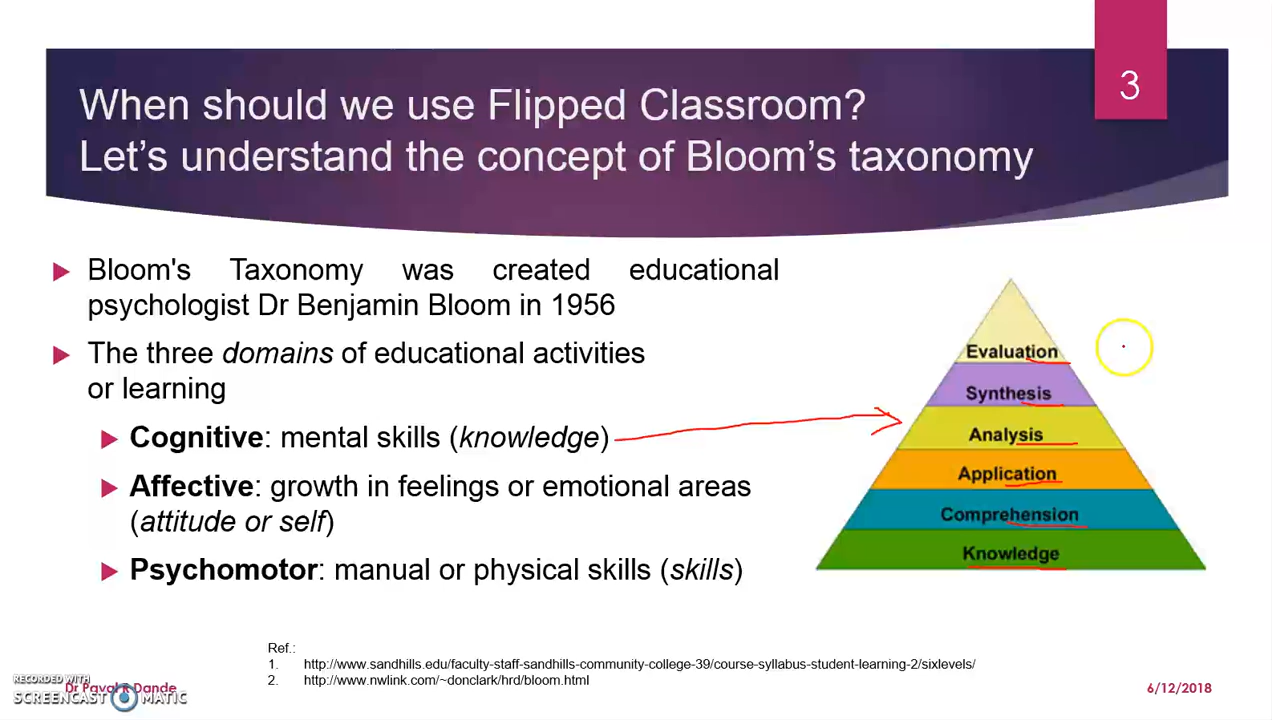 3
When should we use Flipped Classroom?
Let’s understand the concept of Bloom’s taxonomy
Bloom's Taxonomy was created educational
psychologist Dr Benjamin Bloom in 1956
The three domains of educational activities
or learning
Cognitive: mental skills (knowledge)
Affective: growth in feelings or emotional areas
(attitude or self)
Psychomotor: manual or physical skills (skills)
Evaluation
Synthesis
Analysis
Application
Comprehension
Knowledge
Ref.:
1. http://www.sandhills.edu/faculty-staff-sandhills-community-college-39/course-syllabus-student-learning-2/sixlevels/
2. http://www.nwlink.com/~donclark/hrd/bloom.html
RECORDED WITH
Dr Pavol R Dande
SCREENCAST MATIC
6/12/2018